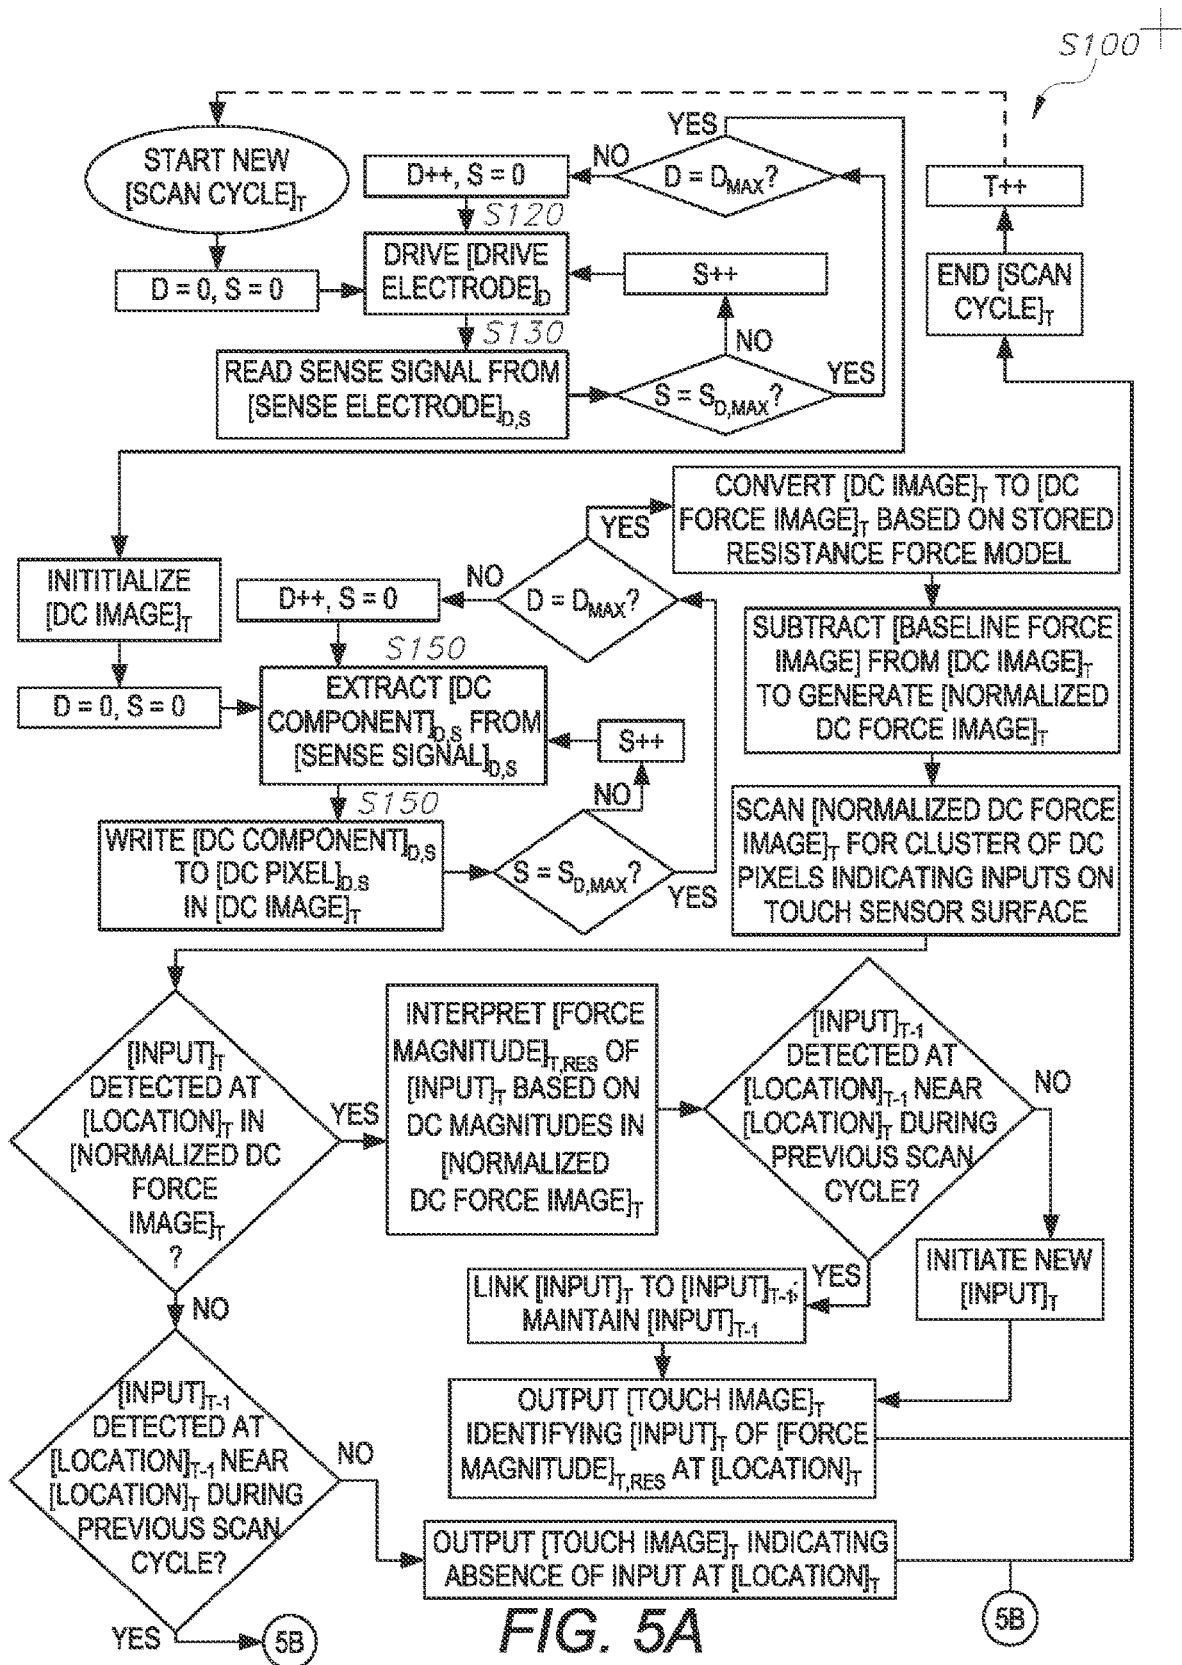 S100
START NEW
[SCAN CYCLE]T
D = 0, S = 0
D++, S = 0
NO
D = DMAX?
YES
S120
DRIVE [DRIVE
ELECTRODE]D
S++
S130
READ SENSE SIGNAL FROM
[SENSE ELECTRODE]D,S
NO
S = SD,MAX?
YES
T++
END [SCAN
CYCLE]T
INITITIALIZE
[DC IMAGE]T
D = 0, S = 0
D++, S = 0
NO
D = DMAX?
YES
S150
EXTRACT [DC
COMPONENT]D,S FROM
[SENSE SIGNAL]D,S
S++
NO
S150
WRITE [DC COMPONENT]D,S
TO [DC PIXEL]D,S
IN [DC IMAGE]T
S = SD,MAX?
YES
CONVERT [DC IMAGE]T TO [DC
FORCE IMAGE]T BASED ON STORED
RESISTANCE FORCE MODEL
SUBTRACT [BASELINE FORCE
IMAGE] FROM [DC IMAGE]T
TO GENERATE [NORMALIZED
DC FORCE IMAGE]T
SCAN [NORMALIZED DC FORCE
IMAGE]T FOR CLUSTER OF DC
PIXELS INDICATING INPUTS ON
TOUCH SENSOR SURFACE
[INPUT]T
DETECTED AT
[LOCATION]T IN
[NORMALIZED DC
FORCE
IMAGE]T
?
YES
NO
INTERPRET [FORCE
MAGNITUDE]T,RES OF
[INPUT]T BASED ON
DC MAGNITUDES IN
[NORMALIZED
DC FORCE IMAGE]T
[INPUT]T-1
DETECTED AT
[LOCATION]T-1 NEAR
[LOCATION]T DURING
PREVIOUS SCAN
CYCLE?
NO
YES
INITIATE NEW
[INPUT]T
LINK [INPUT]T TO [INPUT]T-1;
MAINTAIN [INPUT]T-1
OUTPUT [TOUCH IMAGE]T
IDENTIFYING [INPUT]T OF [FORCE
MAGNITUDE]T,RES AT [LOCATION]T
[INPUT]T-1
DETECTED AT
[LOCATION]T-1 NEAR
[LOCATION]T DURING
PREVIOUS SCAN
CYCLE?
NO
YES
OUTPUT [TOUCH IMAGE]T INDICATING
ABSENCE OF INPUT AT [LOCATION]T
5B
5B
FIG. 5A